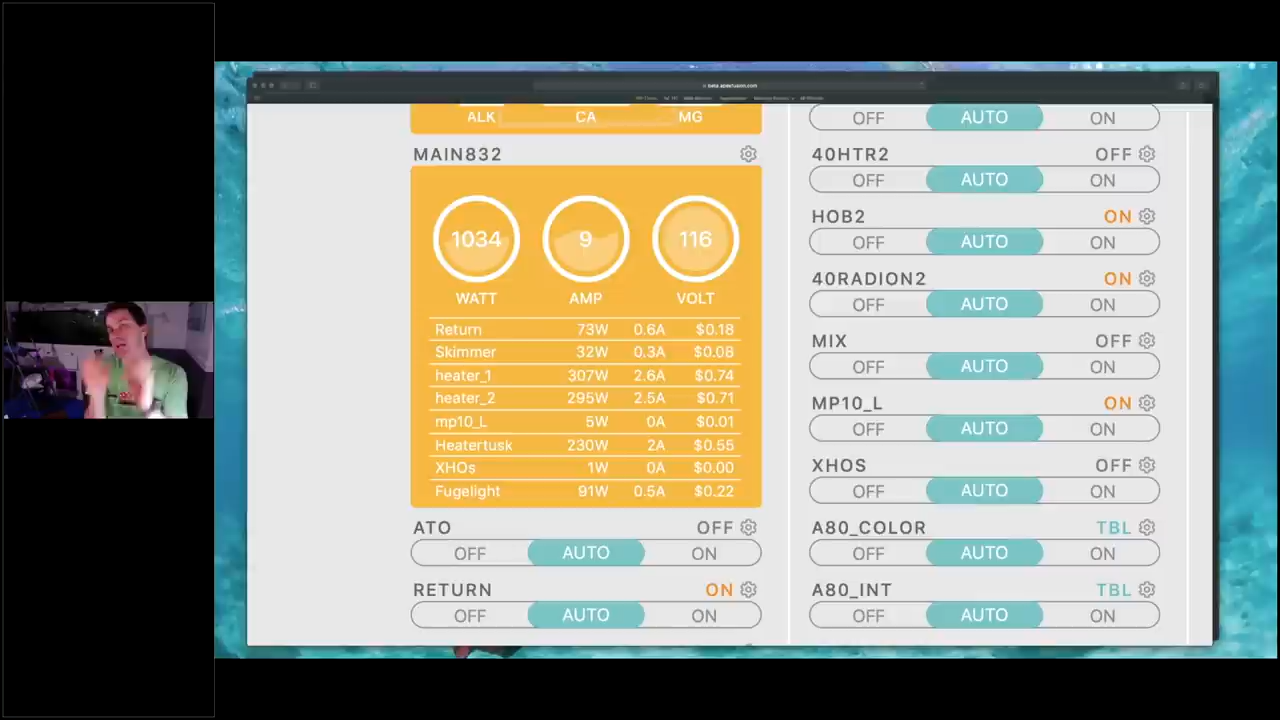 beta.apexfusion.com
ALK CA MG
MAIN832
1034 9 116
WATT AMP VOLT
Return 73W 0.6A $0.18
Skimmer 32W 0.3A $0.08
heater_1 307W 2.6A $0.74
heater_2 295W 2.5A $0.71
mp10_L 5W 0A $0.01
Heatertusk 230W 2A $0.55
XHOs 1W 0A $0.00
Fugelight 91W 0.5A $0.22
ATO OFF
OFF AUTO ON
RETURN ON
OFF AUTO ON
OFF AUTO ON
40HTR2 OFF
OFF AUTO ON
HOB2 ON
OFF AUTO ON
40RADION2 ON
OFF AUTO ON
MIX OFF
OFF AUTO ON
MP10_L ON
OFF AUTO ON
XHOS OFF
OFF AUTO ON
A80_COLOR TBL
OFF AUTO ON
A80_INT TBL
OFF AUTO ON